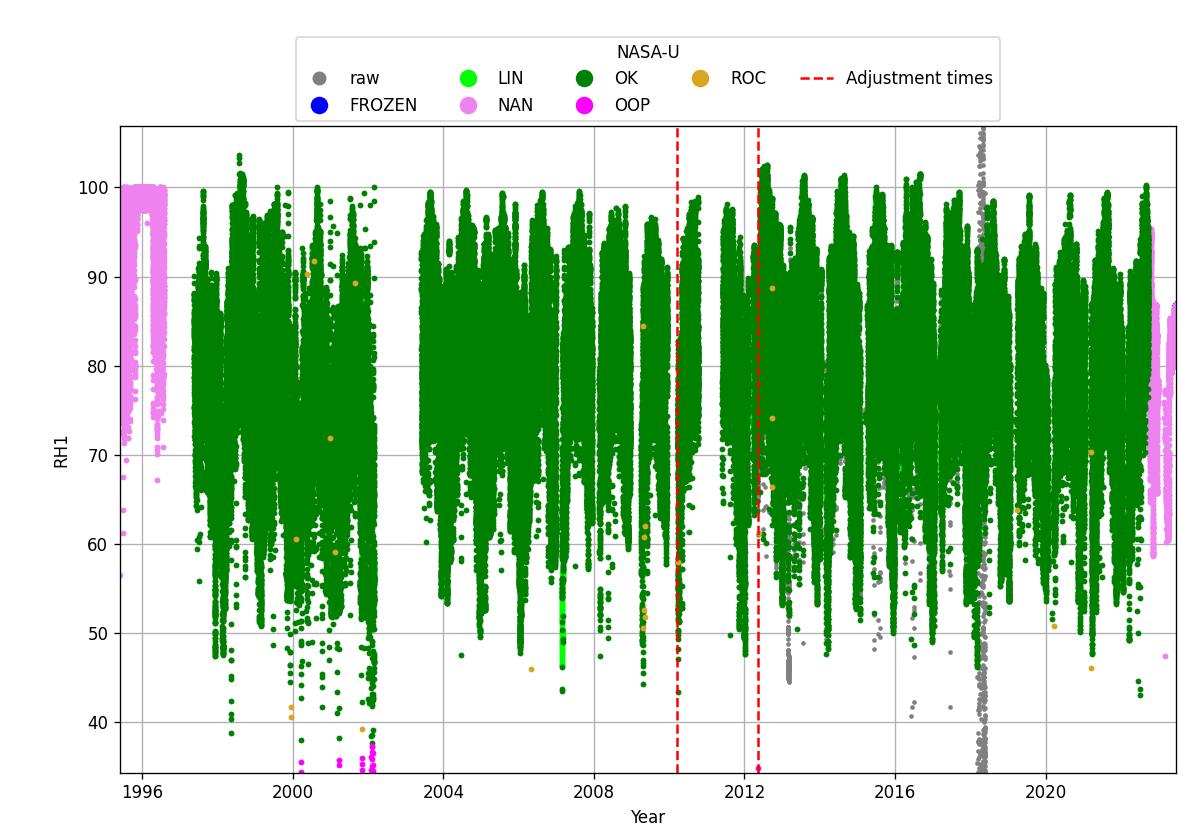 NASA-U
raw LIN OK ROC Adjustment times
FROZEN NAN OOP
100
90
80
70
60
50
40
RH1
1996 2000 2004 2008 2012 2016 2020
Year